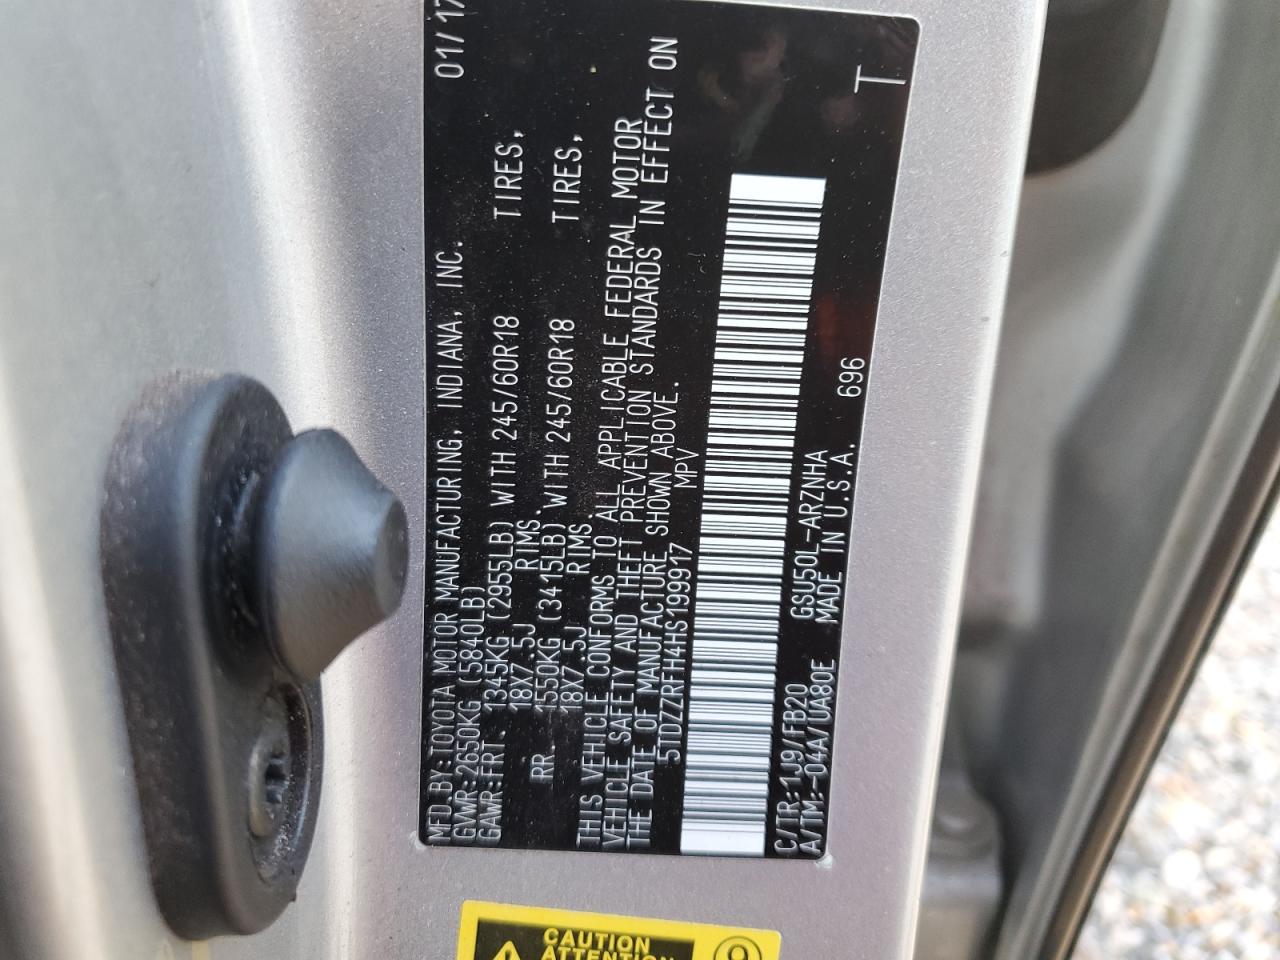 MFD.BY:TOYOTA MOTOR MANUFACTURING, INDIANA, INC. 01/17
GVWR:2650KG (5840LB)
GAWR:FRT. 1345KG (2955LB) WITH 245/60R18 TIRES,
18X7.5J RIMS.
RR. 1550KG (3415LB) WITH 245/60R18 TIRES,
18X7.5J RIMS.
THIS VEHICLE CONFORMS TO ALL APPLICABLE FEDERAL MOTOR
VEHICLE SAFETY AND THEFT PREVENTION STANDARDS IN EFFECT ON
THE DATE OF MANUFACTURE SHOWN ABOVE.
5TDZZRFH4HS199917 MPV
C/TR:1J9/FB20 GSU50L-ARZNHA
A/TM:-04A/UA80E MADE IN U.S.A. 696
T
CAUTION
ATTENTION